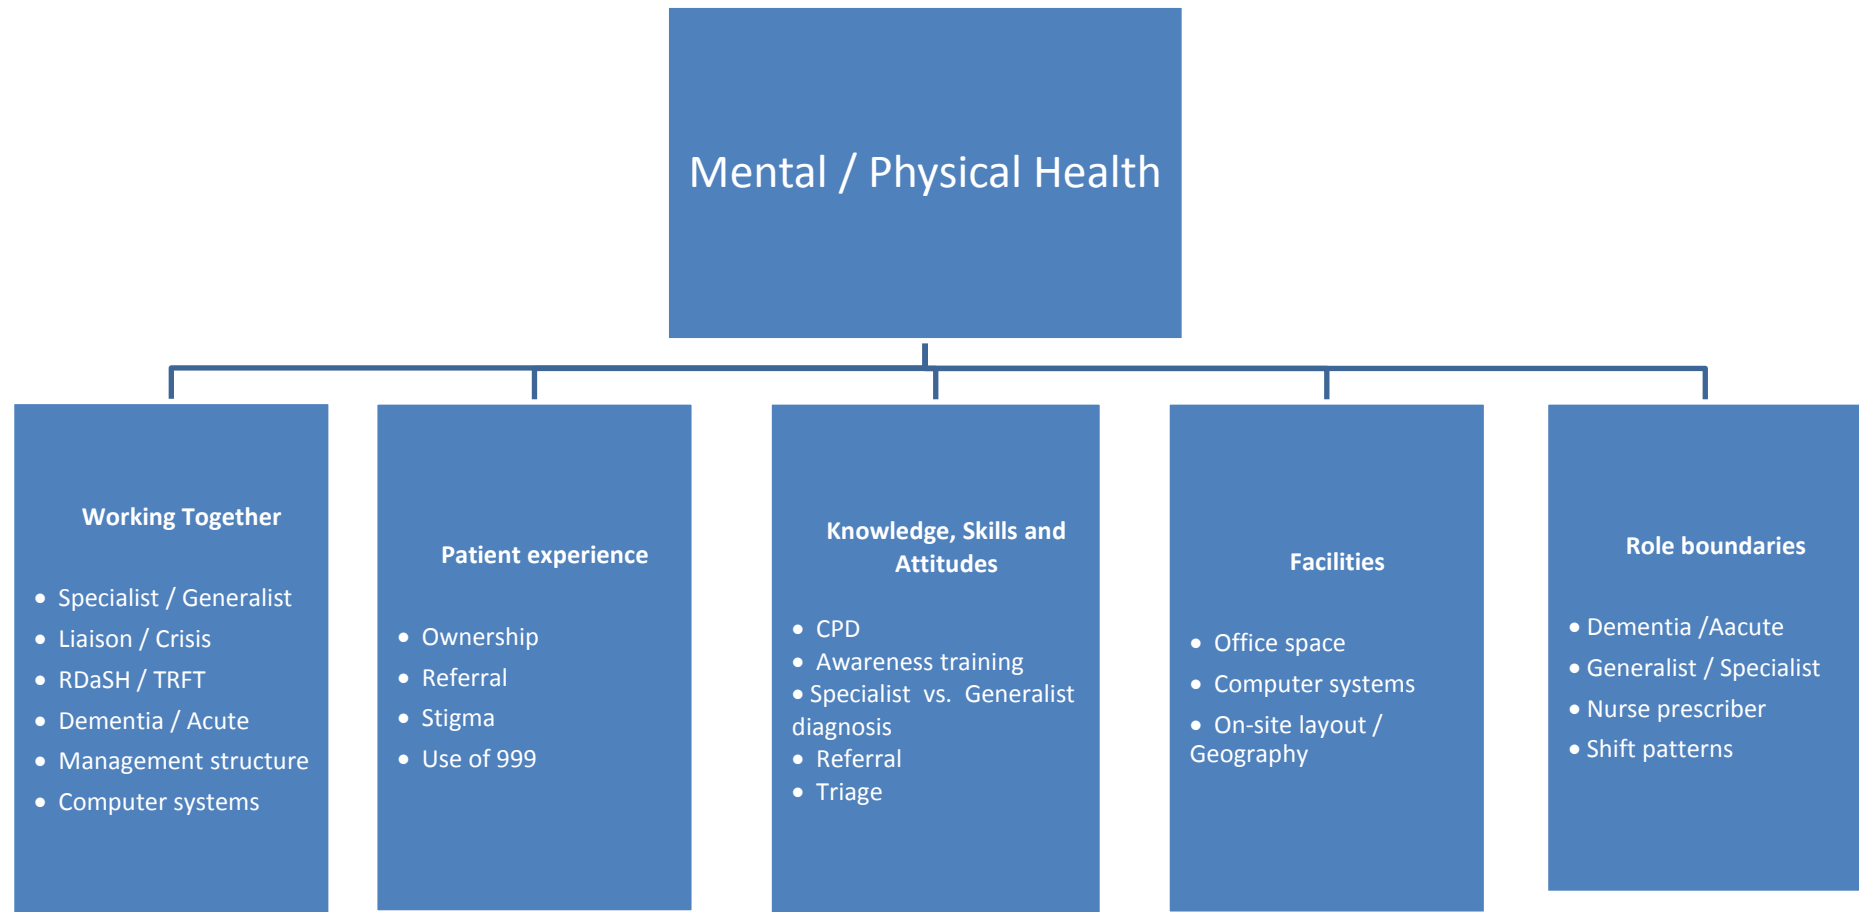 Mental / Physical Health
Working Together
• Specialist / Generalist
• Liaison / Crisis
• RDaSH / TRFT
• Dementia / Acute
• Management structure
• Computer systems
Patient experience
• Ownership
• Referral
• Stigma
• Use of 999
Knowledge, Skills and
Attitudes
• CPD
• Awareness training
• Specialist vs. Generalist
diagnosis
• Referral
• Triage
Facilities
• Office space
• Computer systems
• On-site layout /
Geography
Role boundaries
• Dementia /Aacute
• Generalist / Specialist
• Nurse prescriber
• Shift patterns